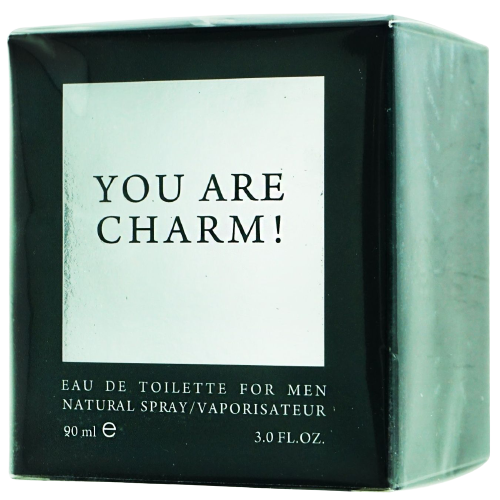 YOU ARE
CHARM!
EAU DE TOILETTE FOR MEN
NATURAL SPRAY/VAPORISATEUR
90 ml e 3.0 FL.OZ.